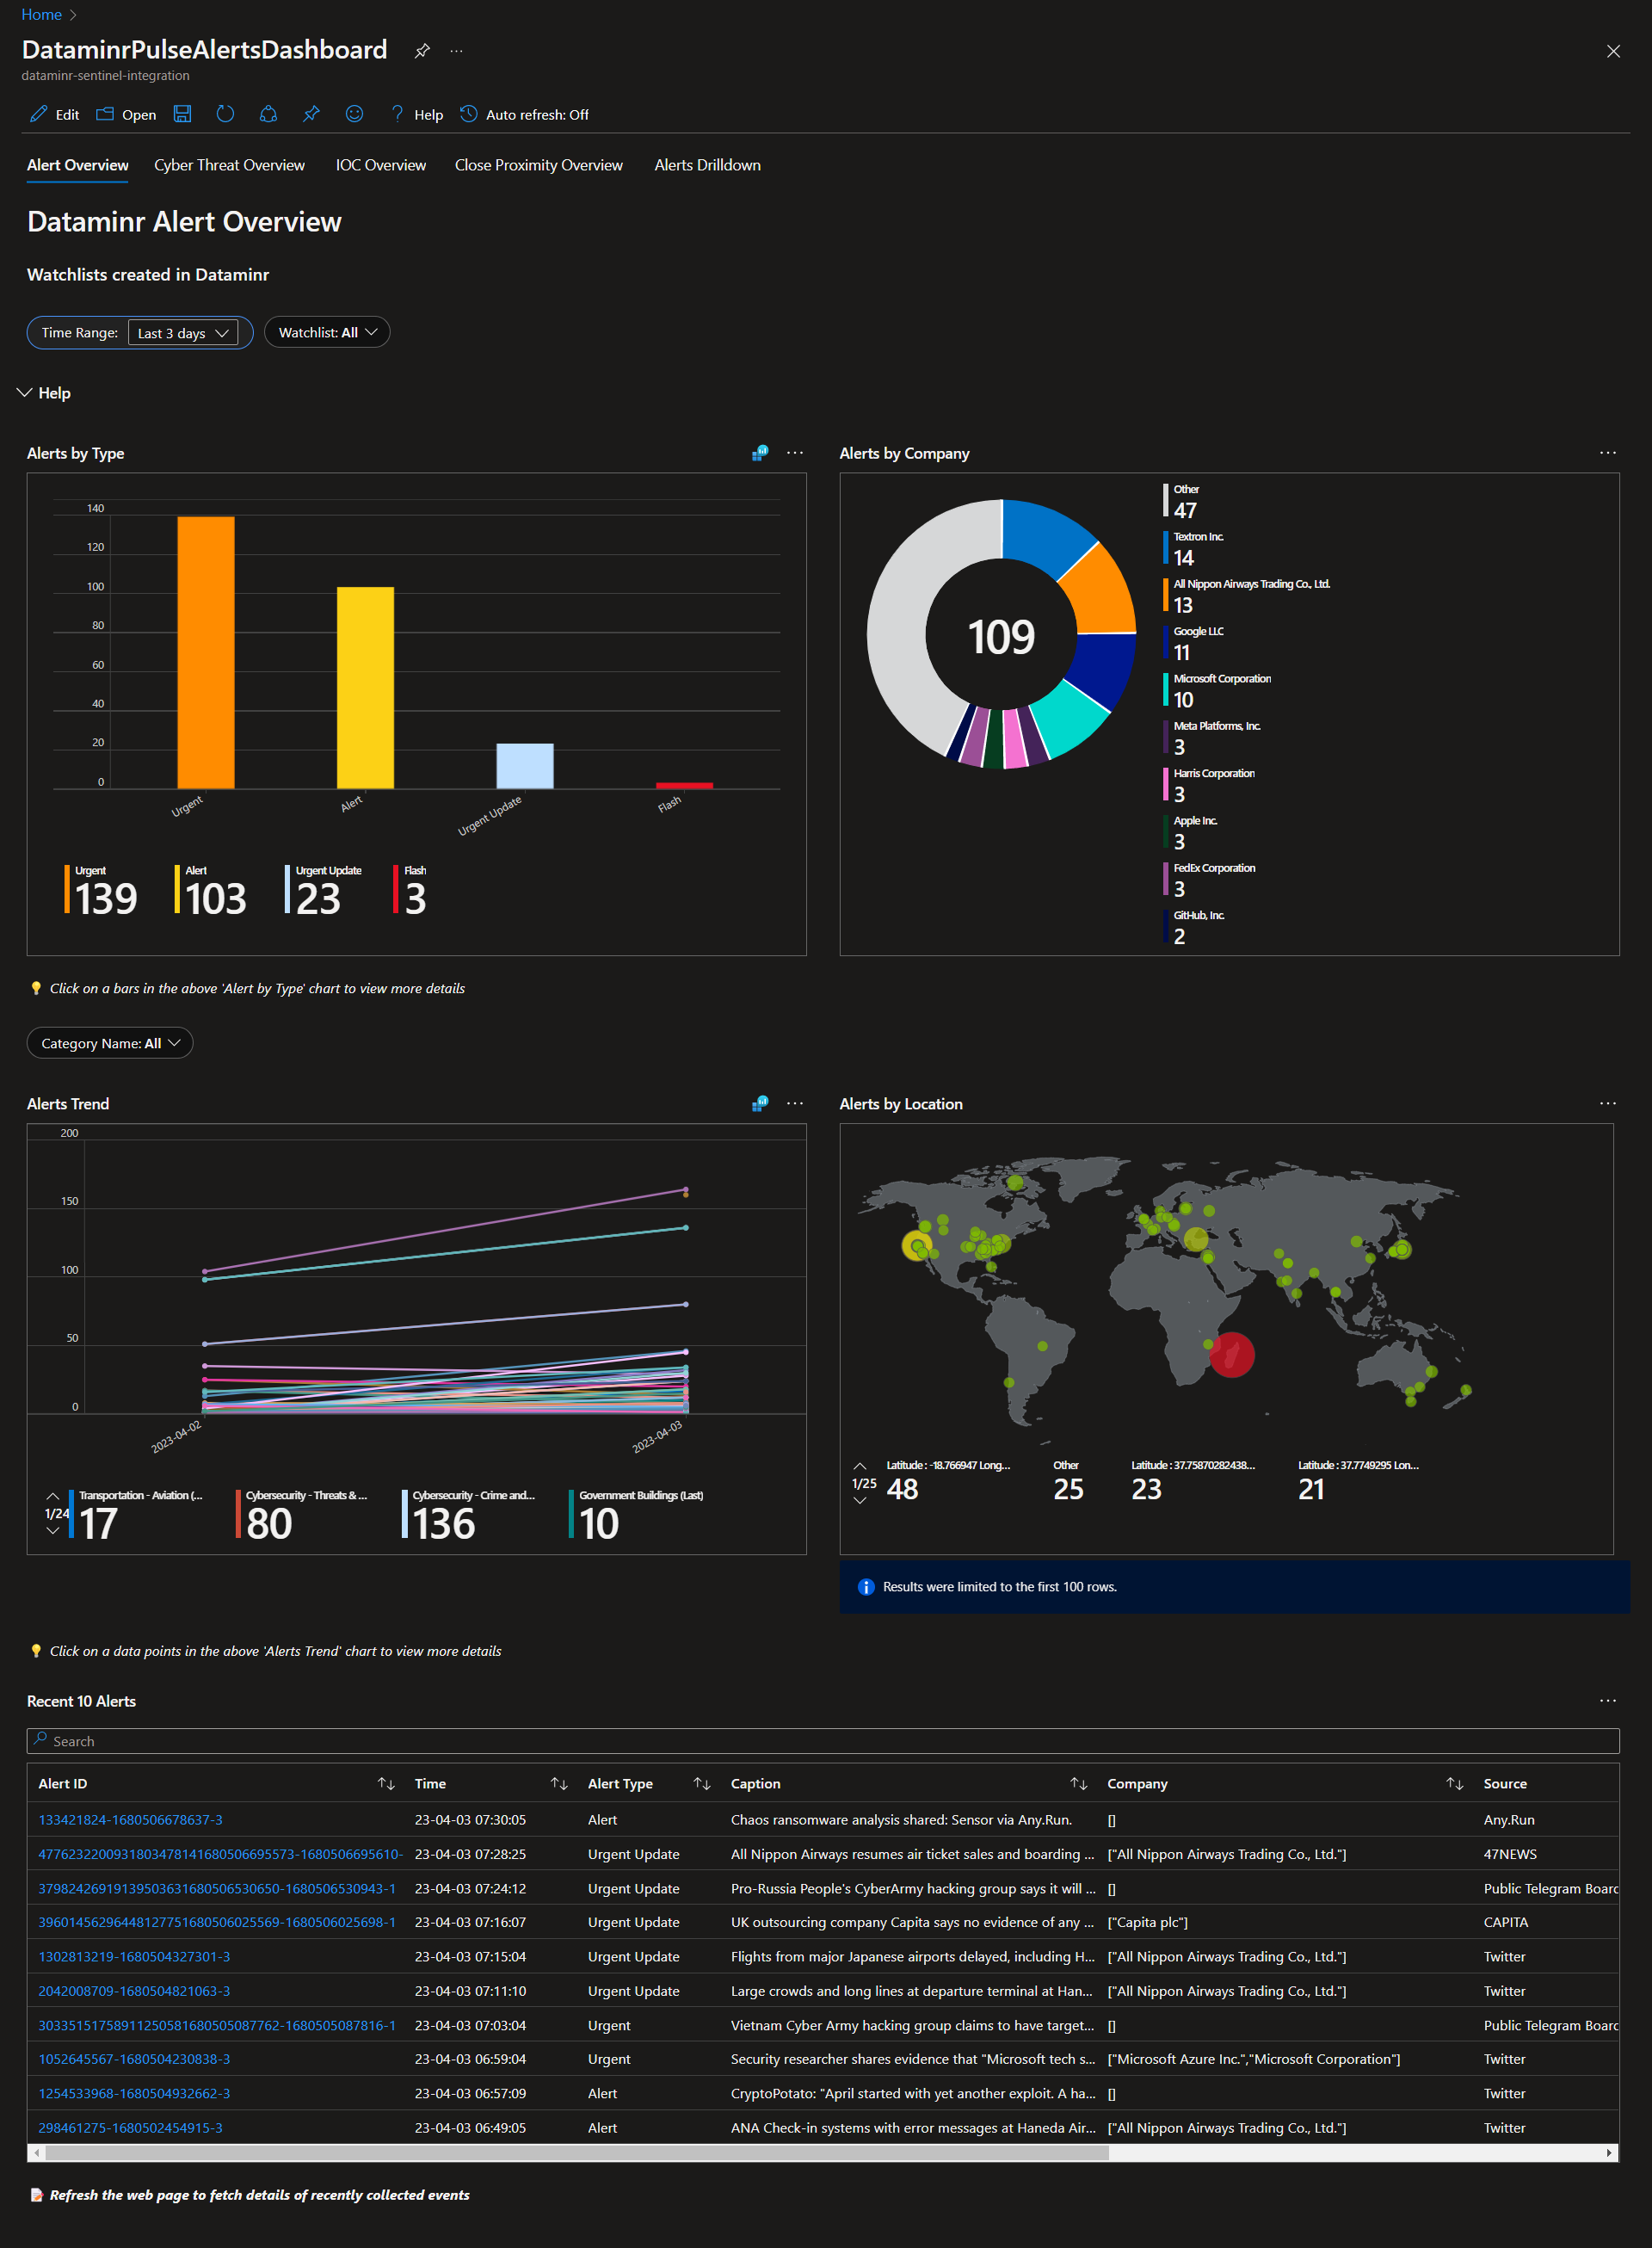 Home
DataminrPulseAlertsDashboard
dataminr-sentinel-integration
Edit Open Help Auto refresh: Off
Alert Overview Cyber Threat Overview IOC Overview Close Proximity Overview Alerts Drilldown
Dataminr Alert Overview
Watchlists created in Dataminr
Time Range: Last 3 days Watchlist: All
Help
Alerts by Type
140
120
100
80
60
40
20
0
Urgent Alert Urgent Update Flash
Urgent Alert Urgent Update Flash
139 103 23 3
Alerts by Company
109
Other
47
Textron Inc.
14
All Nippon Airways Trading Co., Ltd.
13
Google LLC
11
Microsoft Corporation
10
Meta Platforms, Inc.
3
Harris Corporation
3
Apple Inc.
3
FedEx Corporation
3
GitHub, Inc.
2
💡 Click on a bars in the above 'Alert by Type' chart to view more details
Category Name: All
Alerts Trend
200
150
100
50
0
2023-04-02 2023-04-03
1/24
Transportation - Aviation (... Cybersecurity - Threats & ... Cybersecurity - Crime and... Government Buildings (Last)
17 80 136 10
Alerts by Location
1/25
Latitude : -18.766947 Long... Other Latitude : 37.75870282438... Latitude : 37.7749295 Lon...
48 25 23 21
Results were limited to the first 100 rows.
💡 Click on a data points in the above 'Alerts Trend' chart to view more details
Recent 10 Alerts
Search
Alert ID Time Alert Type Caption Company Source
133421824-1680506678637-3 23-04-03 07:30:05 Alert Chaos ransomware analysis shared: Sensor via Any.Run. [] Any.Run
4776232200931803478141680506695573-1680506695610- 23-04-03 07:28:25 Urgent Update All Nippon Airways resumes air ticket sales and boarding ... ["All Nippon Airways Trading Co., Ltd."] 47NEWS
37982426919139503631680506530650-1680506530943-1 23-04-03 07:24:12 Urgent Update Pro-Russia People's CyberArmy hacking group says it will ... [] Public Telegram Board
39601456296448127751680506025569-1680506025698-1 23-04-03 07:16:07 Urgent Update UK outsourcing company Capita says no evidence of any ... ["Capita plc"] CAPITA
1302813219-1680504327301-3 23-04-03 07:15:04 Urgent Update Flights from major Japanese airports delayed, including H... ["All Nippon Airways Trading Co., Ltd."] Twitter
2042008709-1680504821063-3 23-04-03 07:11:10 Urgent Update Large crowds and long lines at departure terminal at Han... ["All Nippon Airways Trading Co., Ltd."] Twitter
30335151758911250581680505087762-1680505087816-1 23-04-03 07:03:04 Urgent Vietnam Cyber Army hacking group claims to have target... [] Public Telegram Board
1052645567-1680504230838-3 23-04-03 06:59:04 Urgent Security researcher shares evidence that "Microsoft tech s... ["Microsoft Azure Inc.","Microsoft Corporation"] Twitter
1254533968-1680504932662-3 23-04-03 06:57:09 Alert CryptoPotato: "April started with yet another exploit. A ha... [] Twitter
298461275-1680502454915-3 23-04-03 06:49:05 Alert ANA Check-in systems with error messages at Haneda Air... ["All Nippon Airways Trading Co., Ltd."] Twitter
📝 Refresh the web page to fetch details of recently collected events